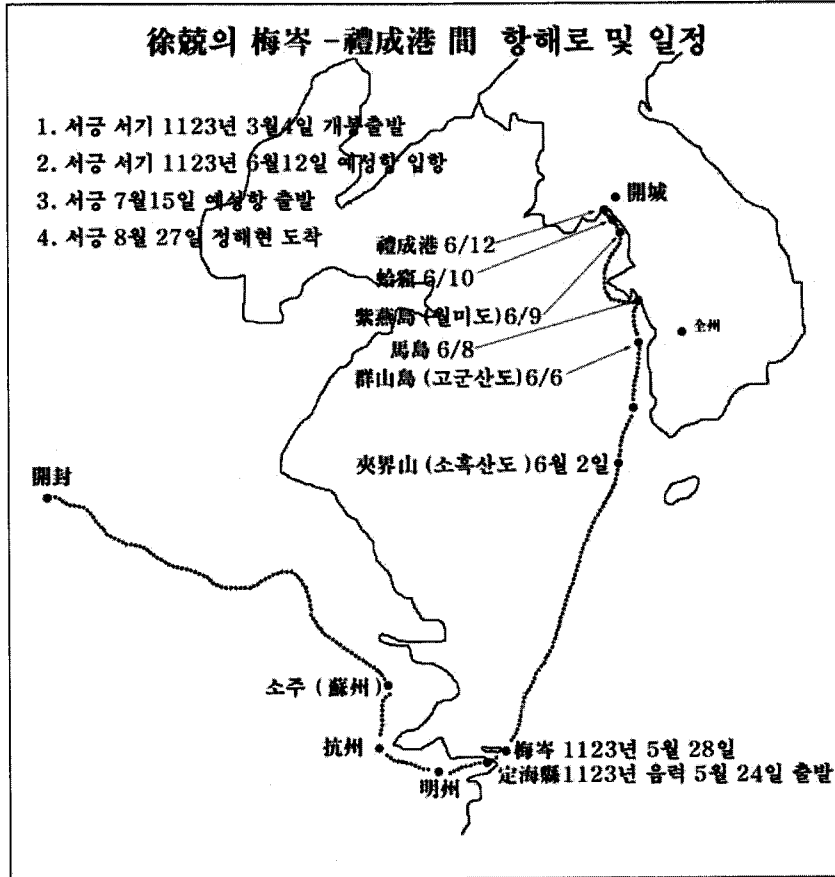 徐兢의 梅岑 -禮成港 間 항해로 및 일정
1. 서긍 서기 1123년 3월4일 개봉출발
2. 서긍 서기 1123년 6월12일 예성항 입항
3. 서긍 7월15일 예성항 출발
4. 서긍 8월 27일 정해현 도착
開城
禮成港 6/12
蛤窟 6/10
紫燕島 (월미도)6/9
全州
馬島 6/8
群山島 (고군산도)6/6
夾界山 (소흑산도 )6월 2일
開封
소주 ( 蘇州 )
抗州
梅岑 1123년 5월 28일
定海縣1123년 음력 5월 24일 출발
明州